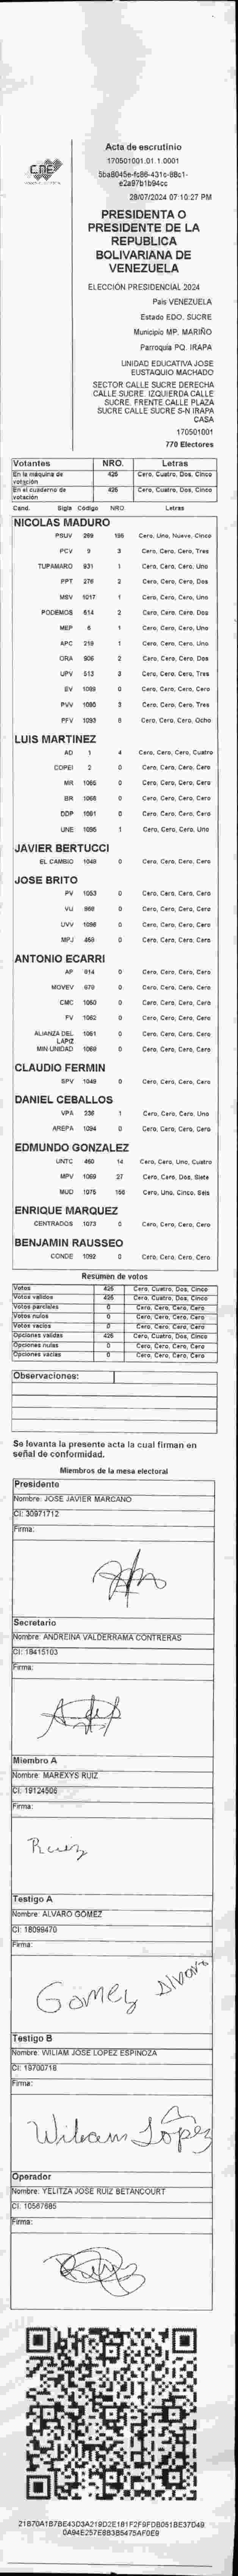 CNE
Acta de escrutinio
170501001.01.1.0001
5ba8045e-fc86-431c-88c1-
e2a97b1b94cc
28/07/2024 07:10:27 PM
PRESIDENTA O
PRESIDENTE DE LA
REPUBLICA
BOLIVARIANA DE
VENEZUELA
ELECCIÓN PRESIDENCIAL 2024
País VENEZUELA
Estado EDO. SUCRE
Municipio MP. MARIÑO
Parroquia PQ. IRAPA
UNIDAD EDUCATIVA JOSE
EUSTAQUIO MACHADO
SECTOR CALLE SUCRE DERECHA
CALLE SUCRE. IZQUIERDA CALLE
SUCRE. FRENTE CALLE PLAZA
SUCRE CALLE SUCRE S-N IRAPA
CASA
170501001
770 Electores
Votantes NRO. Letras
En la máquina de votación 425 Cero, Cuatro, Dos, Cinco
En el cuaderno de votación 425 Cero, Cuatro, Dos, Cinco
Cand. Sigla Código NRO Letras
NICOLAS MADURO
PSUV 269 195 Cero, Uno, Nueve, Cinco
PCV 9 3 Cero, Cero, Cero, Tres
TUPAMARO 931 1 Cero, Cero, Cero, Uno
PPT 276 2 Cero, Cero, Cero, Dos
MSV 1017 1 Cero, Cero, Cero, Uno
PODEMOS 614 2 Cero, Cero, Cero, Dos
MEP 6 1 Cero, Cero, Cero, Uno
APC 219 1 Cero, Cero, Cero, Uno
ORA 906 2 Cero, Cero, Cero, Dos
UPV 513 3 Cero, Cero, Cero, Tres
EV 1089 0 Cero, Cero, Cero, Cero
PVV 1090 3 Cero, Cero, Cero, Tres
PFV 1093 8 Cero, Cero, Cero, Ocho
LUIS MARTINEZ
AD 1 4 Cero, Cero, Cero, Cuatro
COPEI 2 0 Cero, Cero, Cero, Cero
MR 1065 0 Cero, Cero, Cero, Cero
BR 1066 0 Cero, Cero, Cero, Cero
DDP 1091 0 Cero, Cero, Cero, Cero
UNE 1095 1 Cero, Cero, Cero, Uno
JAVIER BERTUCCI
EL CAMBIO 1048 0 Cero, Cero, Cero, Cero
JOSE BRITO
PV 1053 0 Cero, Cero, Cero, Cero
VU 968 0 Cero, Cero, Cero, Cero
UVV 1096 0 Cero, Cero, Cero, Cero
MPJ 459 0 Cero, Cero, Cero, Cero
ANTONIO ECARRI
AP 914 0 Cero, Cero, Cero, Cero
MOVEV 679 0 Cero, Cero, Cero, Cero
CMC 1050 0 Cero, Cero, Cero, Cero
FV 1062 0 Cero, Cero, Cero, Cero
ALIANZA DEL LAPIZ 1051 0 Cero, Cero, Cero, Cero
MIN UNIDAD 1069 0 Cero, Cero, Cero, Cero
CLAUDIO FERMIN
SPV 1049 0 Cero, Cero, Cero, Cero
DANIEL CEBALLOS
VPA 236 1 Cero, Cero, Cero, Uno
AREPA 1094 0 Cero, Cero, Cero, Cero
EDMUNDO GONZALEZ
UNTC 460 14 Cero, Cero, Uno, Cuatro
MPV 1069 27 Cero, Cero, Dos, Siete
MUD 1075 156 Cero, Uno, Cinco, Seis
ENRIQUE MARQUEZ
CENTRADOS 1073 0 Cero, Cero, Cero, Cero
BENJAMIN RAUSSEO
CONDE 1092 0 Cero, Cero, Cero, Cero
Resumen de votos
Votos 425 Cero, Cuatro, Dos, Cinco
Votos validos 425 Cero, Cuatro, Dos, Cinco
Votos parciales 0 Cero, Cero, Cero, Cero
Votos nulos 0 Cero, Cero, Cero, Cero
Votos vacios 0 Cero, Cero, Cero, Cero
Opciones validas 425 Cero, Cuatro, Dos, Cinco
Opciones nulas 0 Cero, Cero, Cero, Cero
Opciones vacias 0 Cero, Cero, Cero, Cero
Observaciones:
Se levanta la presente acta la cual firman en
señal de conformidad.
Miembros de la mesa electoral
Presidente
Nombre: JOSE JAVIER MARCANO
CI: 30971712
Firma:
Secretario
Nombre: ANDREINA VALDERRAMA CONTRERAS
CI: 18415103
Firma:
Miembro A
Nombre: MAREXYS RUIZ
CI: 19124506
Firma:
Ruiz
Testigo A
Nombre: ALVARO GOMEZ
CI: 18099470
Firma:
Gomez Alvaro
Testigo B
Nombre: WILIAM JOSE LOPEZ ESPINOZA
CI: 19700718
Firma:
Wiliam López
Operador
Nombre: YELITZA JOSE RUIZ BETANCOURT
CI: 10567685
Firma:
21B70A1B7BE43D3A219D2E181F2F9FDB051BE37D49
0A94E257E883B5475AF0E9